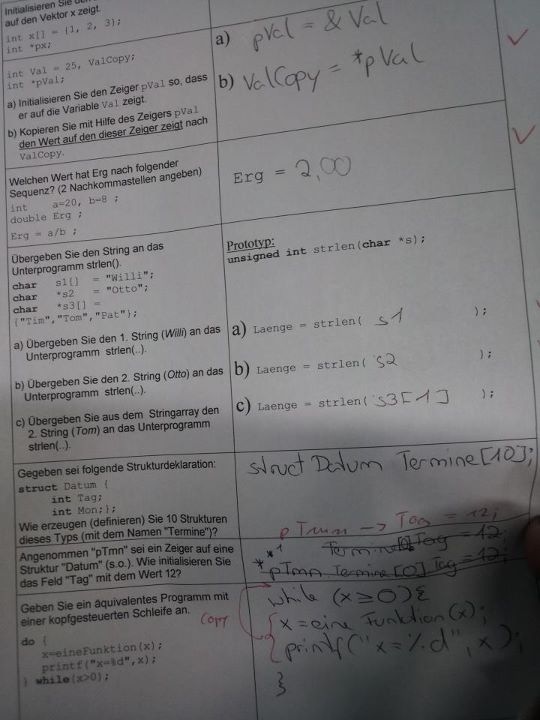 Initialisieren Sie den
auf den Vektor x zeigt.
int x[] = {1, 2, 3};
int *px;
int Val = 25, ValCopy;
int *pVal;
a) Initialisieren Sie den Zeiger pVal so, dass
er auf die Variable Val zeigt.
b) Kopieren Sie mit Hilfe des Zeigers pVal
den Wert auf den dieser Zeiger zeigt nach
ValCopy.
a) pVal = & Val
b) ValCopy = *pVal
Welchen Wert hat Erg nach folgender
Sequenz? (2 Nachkommastellen angeben)
int a=20, b=8 ;
double Erg ;
Erg = a/b ;
Erg = 2,00
Übergeben Sie den String an das
Unterprogramm strlen().
char s1[] = "Willi";
char *s2 = "Otto";
char *s3[] =
{"Tim","Tom","Pat"};
a) Übergeben Sie den 1. String (Willi) an das
Unterprogramm strlen(..).
b) Übergeben Sie den 2. String (Otto) an das
Unterprogramm strlen(..).
c) Übergeben Sie aus dem Stringarray den
2. String (Tom) an das Unterprogramm
strlen(..).
Prototyp:
unsigned int strlen(char *s);
a) Laenge = strlen( s1 );
b) Laenge = strlen( s2 );
c) Laenge = strlen( s3[1] );
Gegeben sei folgende Strukturdeklaration:
struct Datum {
int Tag;
int Mon;};
Wie erzeugen (definieren) Sie 10 Strukturen
dieses Typs (mit dem Namen "Termine")?
struct Datum Termine[10];
Angenommen "pTmn" sei ein Zeiger auf eine
Struktur "Datum" (s.o.). Wie initialisieren Sie
das Feld "Tag" mit dem Wert 12?
pTmn -> Tag = 12;
Tag = 12;
*pTmn Termine[0] Tag = 12;
Geben Sie ein äquivalentes Programm mit
einer kopfgesteuerten Schleife an.
do {
x=eineFunktion(x);
printf("x=%d",x);
} while(x>0);
copy
while (x≥0){
{ x = eine Funktion(x);
{ printf("x=%d", x);
}